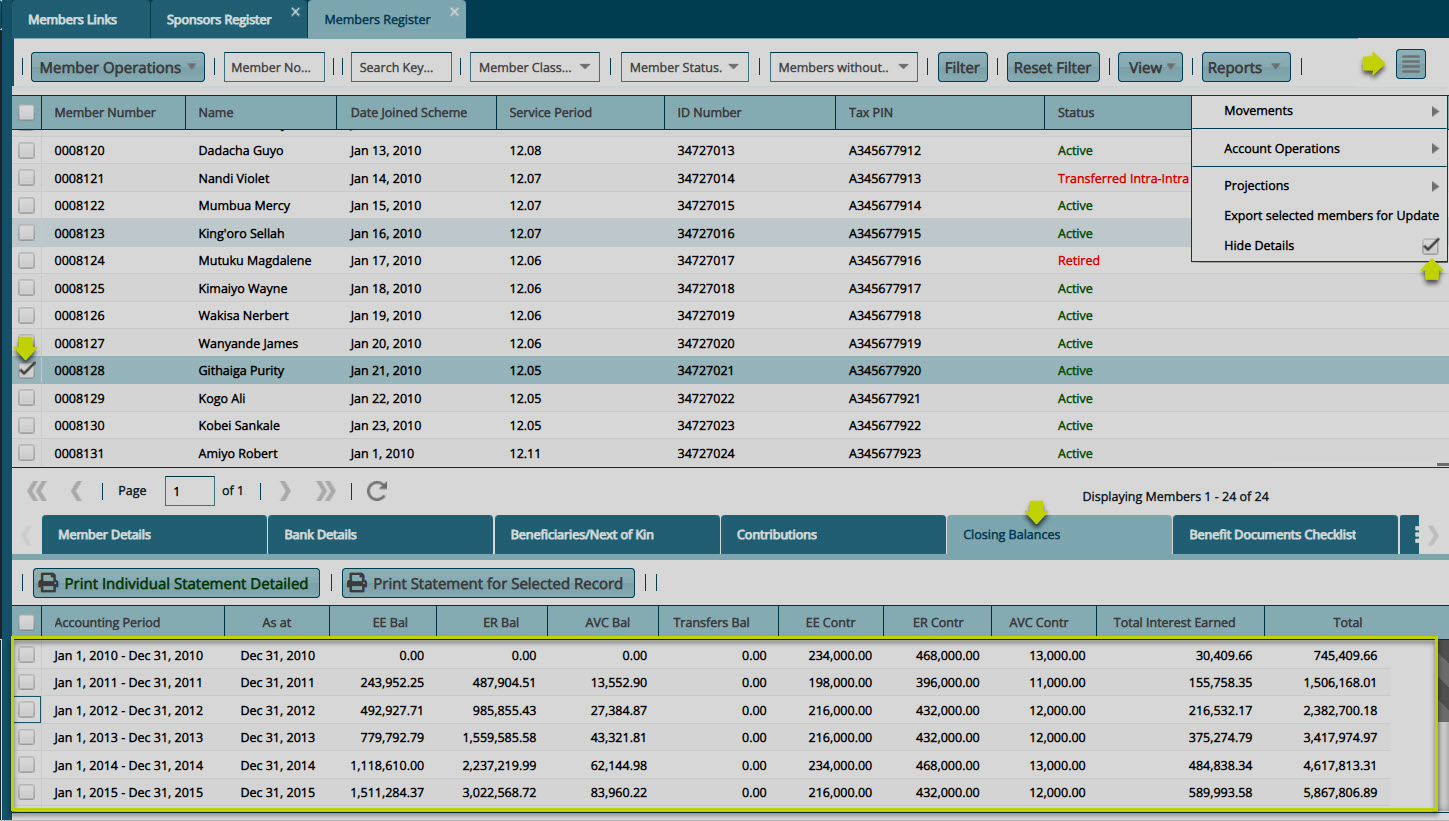 Members Links Sponsors Register Members Register
Member Operations Member No... Search Key... Member Class... Member Status. Members without.. Filter Reset Filter View Reports
Member Number Name Date Joined Scheme Service Period ID Number Tax PIN Status
Movements
Account Operations
Projections
Export selected members for Update
Hide Details
0008120 Dadacha Guyo Jan 13, 2010 12.08 34727013 A345677912 Active
0008121 Nandi Violet Jan 14, 2010 12.07 34727014 A345677913 Transferred Intra-Intra
0008122 Mumbua Mercy Jan 15, 2010 12.07 34727015 A345677914 Active
0008123 King'oro Sellah Jan 16, 2010 12.07 34727016 A345677915 Active
0008124 Mutuku Magdalene Jan 17, 2010 12.06 34727017 A345677916 Retired
0008125 Kimaiyo Wayne Jan 18, 2010 12.06 34727018 A345677917 Active
0008126 Wakisa Nerbert Jan 19, 2010 12.06 34727019 A345677918 Active
0008127 Wanyande James Jan 20, 2010 12.06 34727020 A345677919 Active
0008128 Githaiga Purity Jan 21, 2010 12.05 34727021 A345677920 Active
0008129 Kogo Ali Jan 22, 2010 12.05 34727022 A345677921 Active
0008130 Kobei Sankale Jan 23, 2010 12.05 34727023 A345677922 Active
0008131 Amiyo Robert Jan 1, 2010 12.11 34727024 A345677923 Active
Page 1 of 1 Displaying Members 1 - 24 of 24
Member Details Bank Details Beneficiaries/Next of Kin Contributions Closing Balances Benefit Documents Checklist
Print Individual Statement Detailed Print Statement for Selected Record
Accounting Period As at EE Bal ER Bal AVC Bal Transfers Bal EE Contr ER Contr AVC Contr Total Interest Earned Total
Jan 1, 2010 - Dec 31, 2010 Dec 31, 2010 0.00 0.00 0.00 0.00 234,000.00 468,000.00 13,000.00 30,409.66 745,409.66
Jan 1, 2011 - Dec 31, 2011 Dec 31, 2011 243,952.25 487,904.51 13,552.90 0.00 198,000.00 396,000.00 11,000.00 155,758.35 1,506,168.01
Jan 1, 2012 - Dec 31, 2012 Dec 31, 2012 492,927.71 985,855.43 27,384.87 0.00 216,000.00 432,000.00 12,000.00 216,532.17 2,382,700.18
Jan 1, 2013 - Dec 31, 2013 Dec 31, 2013 779,792.79 1,559,585.58 43,321.81 0.00 216,000.00 432,000.00 12,000.00 375,274.79 3,417,974.97
Jan 1, 2014 - Dec 31, 2014 Dec 31, 2014 1,118,610.00 2,237,219.99 62,144.98 0.00 234,000.00 468,000.00 13,000.00 484,838.34 4,617,813.31
Jan 1, 2015 - Dec 31, 2015 Dec 31, 2015 1,511,284.37 3,022,568.72 83,960.22 0.00 216,000.00 432,000.00 12,000.00 589,993.58 5,867,806.89